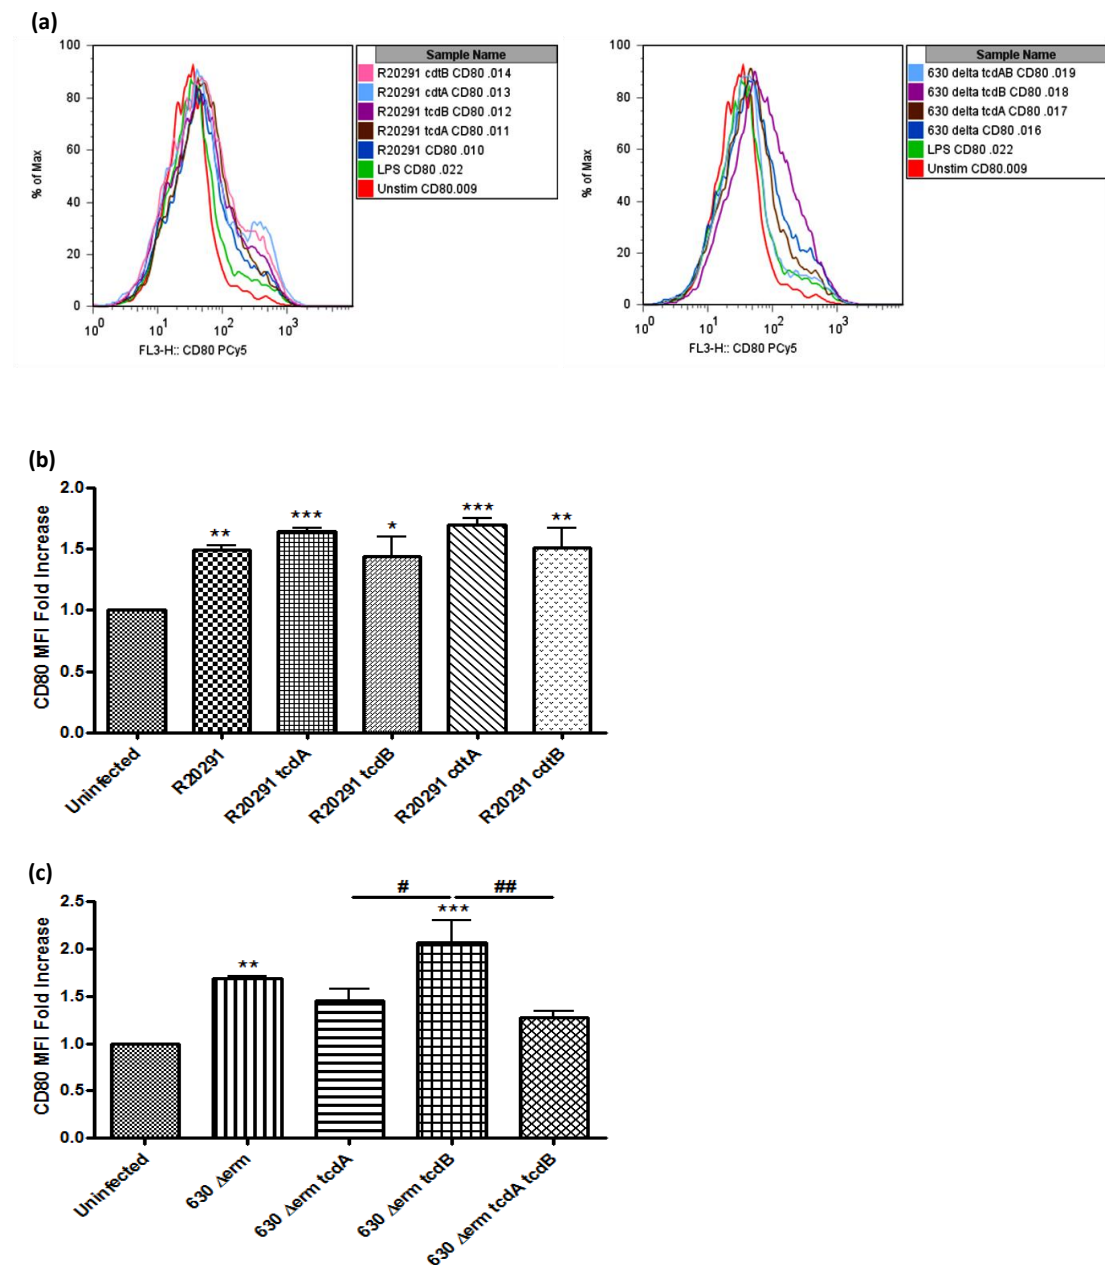 (a)
100
80
60
40
20
0
% of Max
10^0 10^1 10^2 10^3
FL3-H:: CD80 PCy5
Sample Name
R20291 cdtB CD80 .014
R20291 cdtA CD80 .013
R20291 tcdB CD80 .012
R20291 tcdA CD80 .011
R20291 CD80 .010
LPS CD80 .022
Unstim CD80.009
100
80
60
40
20
0
% of Max
10^0 10^1 10^2 10^3
FL3-H:: CD80 PCy5
Sample Name
630 delta tcdAB CD80 .019
630 delta tcdB CD80 .018
630 delta tcdA CD80 .017
630 delta CD80 .016
LPS CD80 .022
Unstim CD80.009
(b)
2.0
1.5
1.0
0.5
0.0
CD80 MFI Fold Increase
** *** * *** **
Uninfected
R20291
R20291 tcdA
R20291 tcdB
R20291 cdtA
R20291 cdtB
(c)
# ##
2.5
2.0
1.5
1.0
0.5
0.0
CD80 MFI Fold Increase
** ***
Uninfected
630 Δerm
630 Δerm tcdA
630 Δerm tcdB
630 Δerm tcdA tcdB